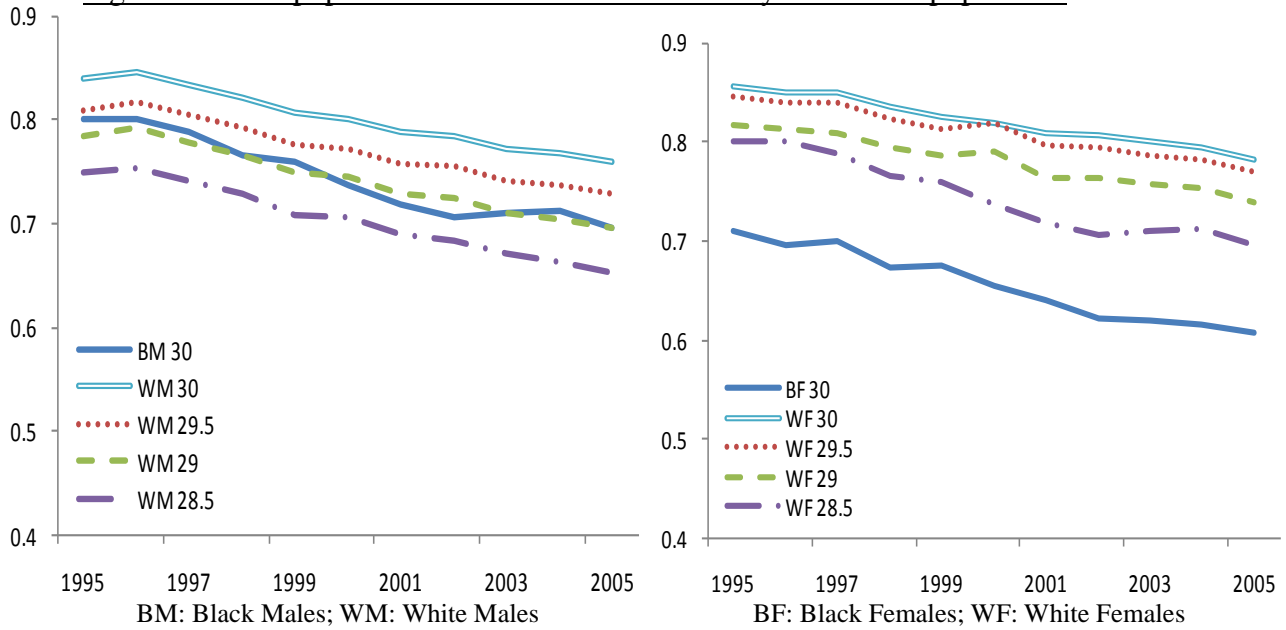 0.9
0.8
0.7
0.6
0.5
0.4
BM 30
WM 30
WM 29.5
WM 29
WM 28.5
1995 1997 1999 2001 2003 2005
BM: Black Males; WM: White Males
0.9
0.8
0.7
0.6
0.5
0.4
BF 30
WF 30
WF 29.5
WF 29
WF 28.5
1995 1997 1999 2001 2003 2005
BF: Black Females; WF: White Females